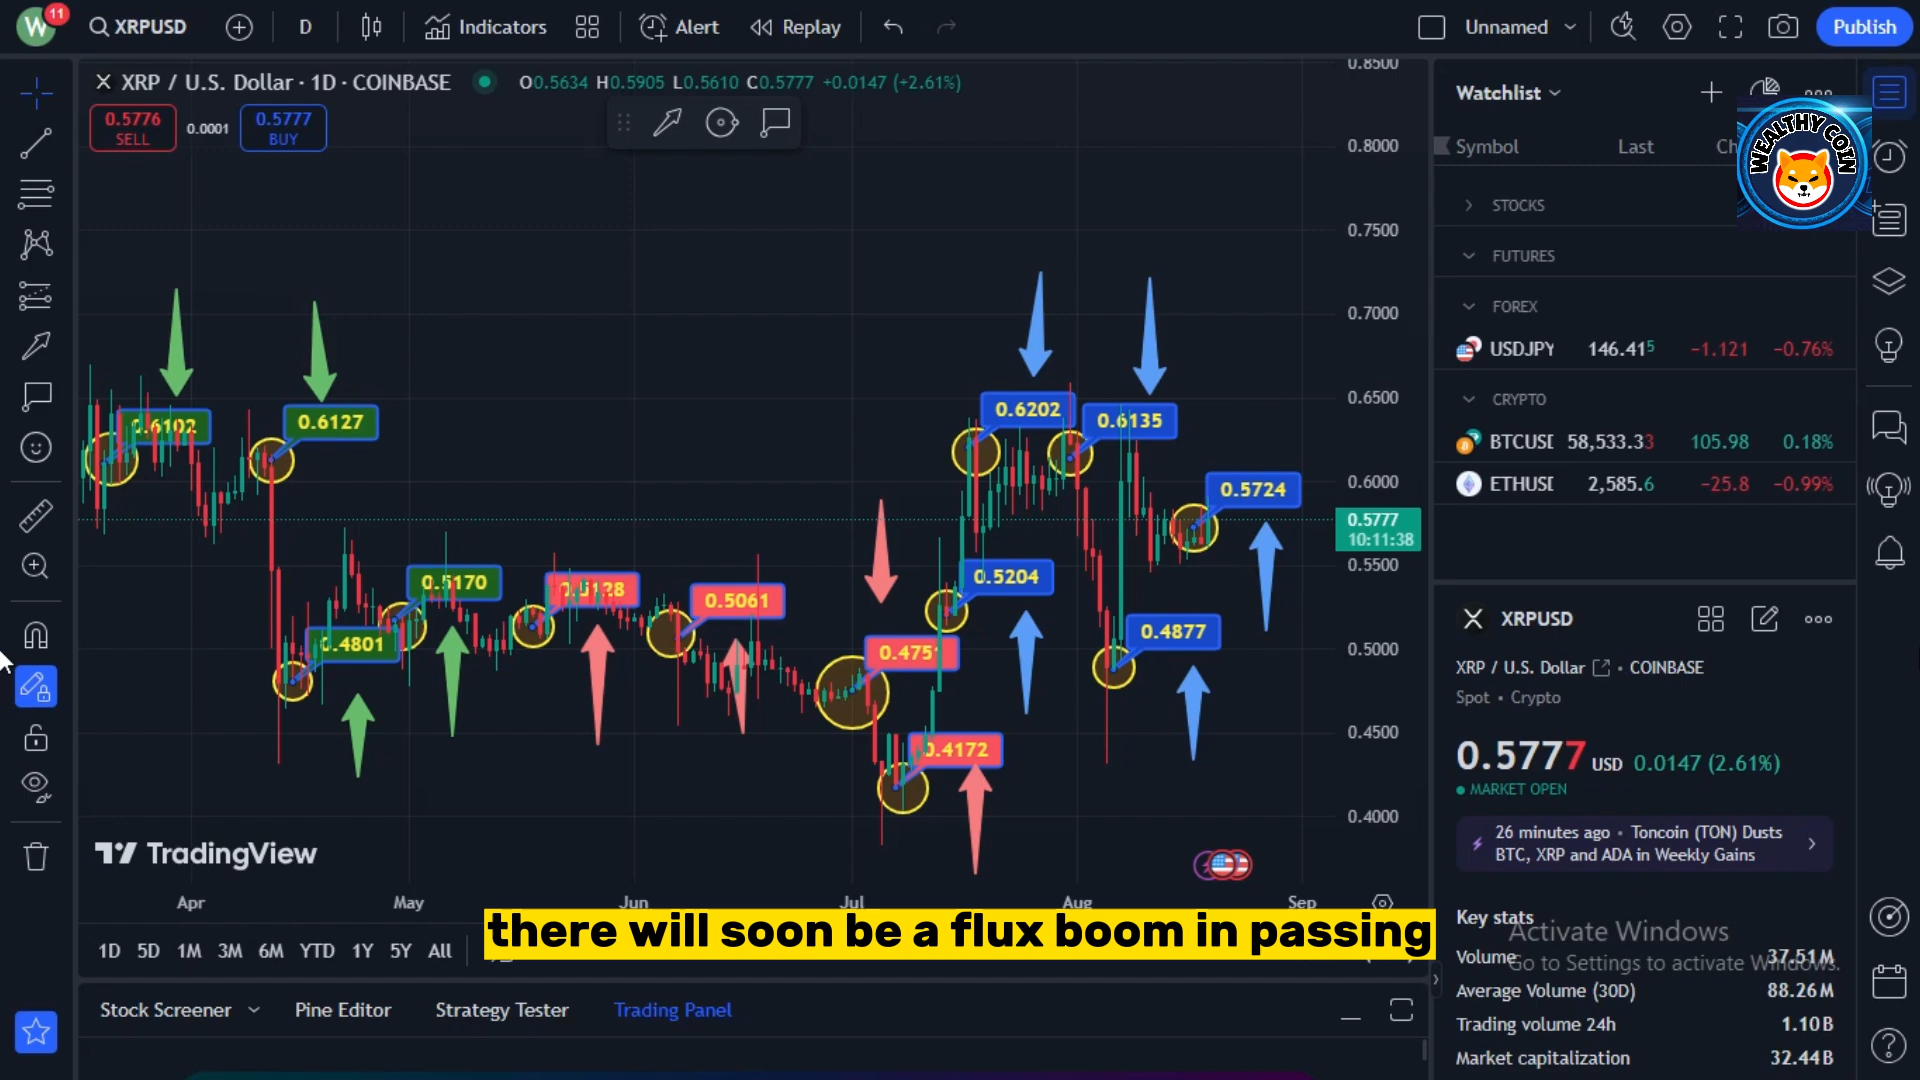 W
11
XRPUSD
D
Indicators
Alert
Replay
Unnamed
Publish
XRP / U.S. Dollar · 1D · COINBASE
O0.5634 H0.5905 L0.5610 C0.5777 +0.0147 (+2.61%)
0.5776
SELL
0.0001
0.5777
BUY
0.8500
0.8000
0.7500
0.7000
0.6500
0.6000
0.5777
10:11:38
0.5500
0.5000
0.4500
0.4000
0.6102
0.6127
0.6202
0.6135
0.5724
0.5170
0.5128
0.5061
0.5204
0.4801
0.4751
0.4877
0.4172
TradingView
Apr
May
Jun
Jul
Aug
Sep
there will soon be a flux boom in passing
1D 5D 1M 3M 6M YTD 1Y 5Y All
Stock Screener
Pine Editor
Strategy Tester
Trading Panel
Watchlist
WEALTHY COIN
Symbol
Last
Ch
STOCKS
FUTURES
FOREX
USDJPY 146.415 −1.121 −0.76%
CRYPTO
BTCUSD 58,533.33 105.98 0.18%
ETHUSD 2,585.6 −25.8 −0.99%
XRPUSD
XRP / U.S. Dollar · COINBASE
Spot · Crypto
0.5777 USD 0.0147 (2.61%)
MARKET OPEN
26 minutes ago · Toncoin (TON) Dusts
BTC, XRP and ADA in Weekly Gains
Key stats
Activate Windows
Volume 37.51M
Go to Settings to activate Windows.
Average Volume (30D) 88.26M
Trading volume 24h 1.10B
Market capitalization 32.44B